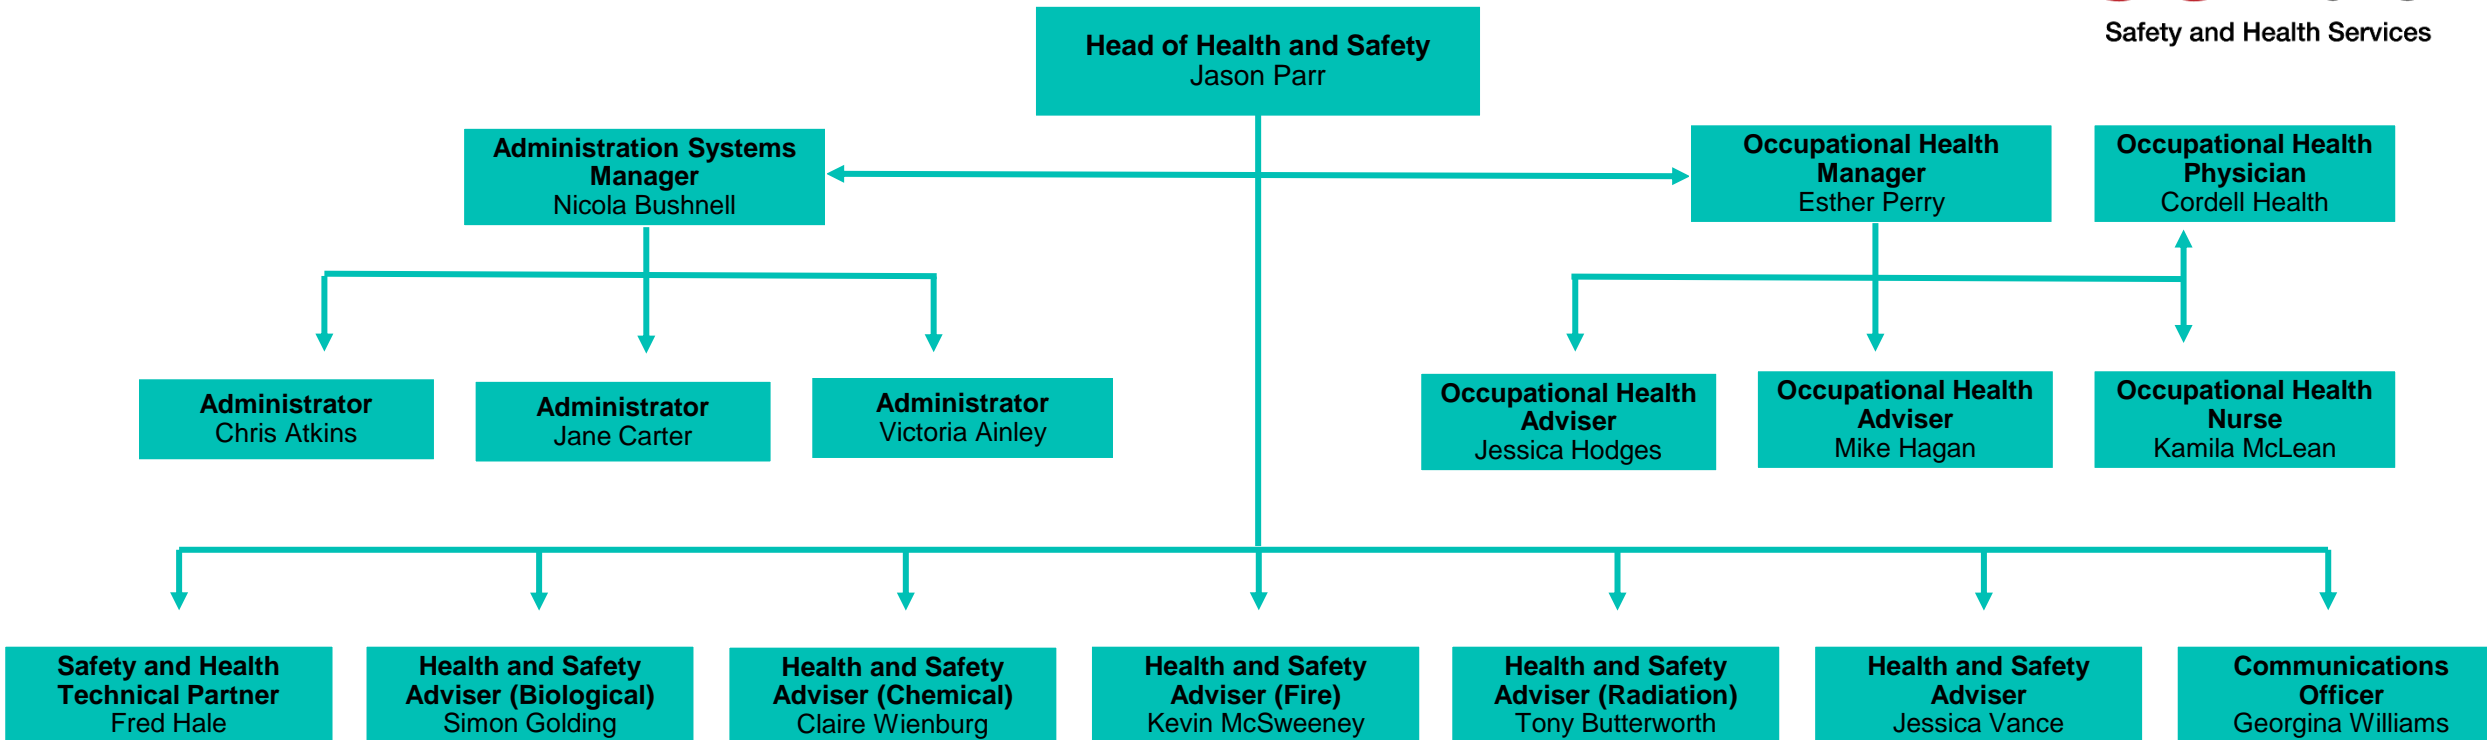 Safety and Health Services
Head of Health and Safety
Jason Parr
Administration Systems
Manager
Nicola Bushnell
Occupational Health
Manager
Esther Perry
Occupational Health
Physician
Cordell Health
Administrator
Chris Atkins
Administrator
Jane Carter
Administrator
Victoria Ainley
Occupational Health
Adviser
Jessica Hodges
Occupational Health
Adviser
Mike Hagan
Occupational Health
Nurse
Kamila McLean
Safety and Health
Technical Partner
Fred Hale
Health and Safety
Adviser (Biological)
Simon Golding
Health and Safety
Adviser (Chemical)
Claire Wienburg
Health and Safety
Adviser (Fire)
Kevin McSweeney
Health and Safety
Adviser (Radiation)
Tony Butterworth
Health and Safety
Adviser
Jessica Vance
Communications
Officer
Georgina Williams